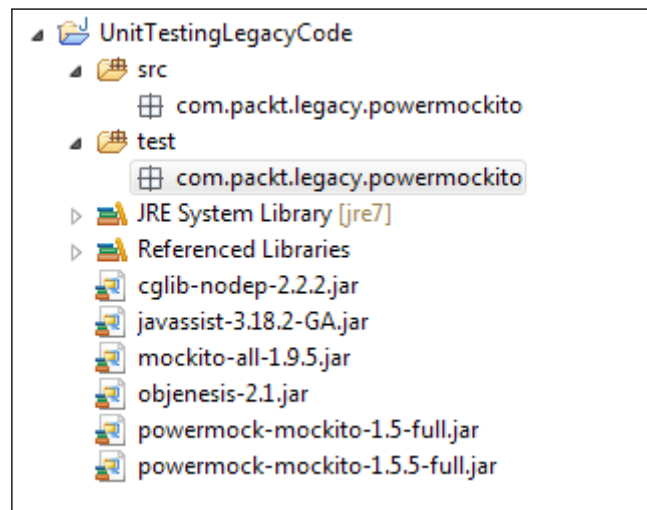 UnitTestingLegacyCode
src
com.packt.legacy.powermockito
test
com.packt.legacy.powermockito
JRE System Library [jre7]
Referenced Libraries
cglib-nodep-2.2.2.jar
javassist-3.18.2-GA.jar
mockito-all-1.9.5.jar
objenesis-2.1.jar
powermock-mockito-1.5-full.jar
powermock-mockito-1.5.5-full.jar